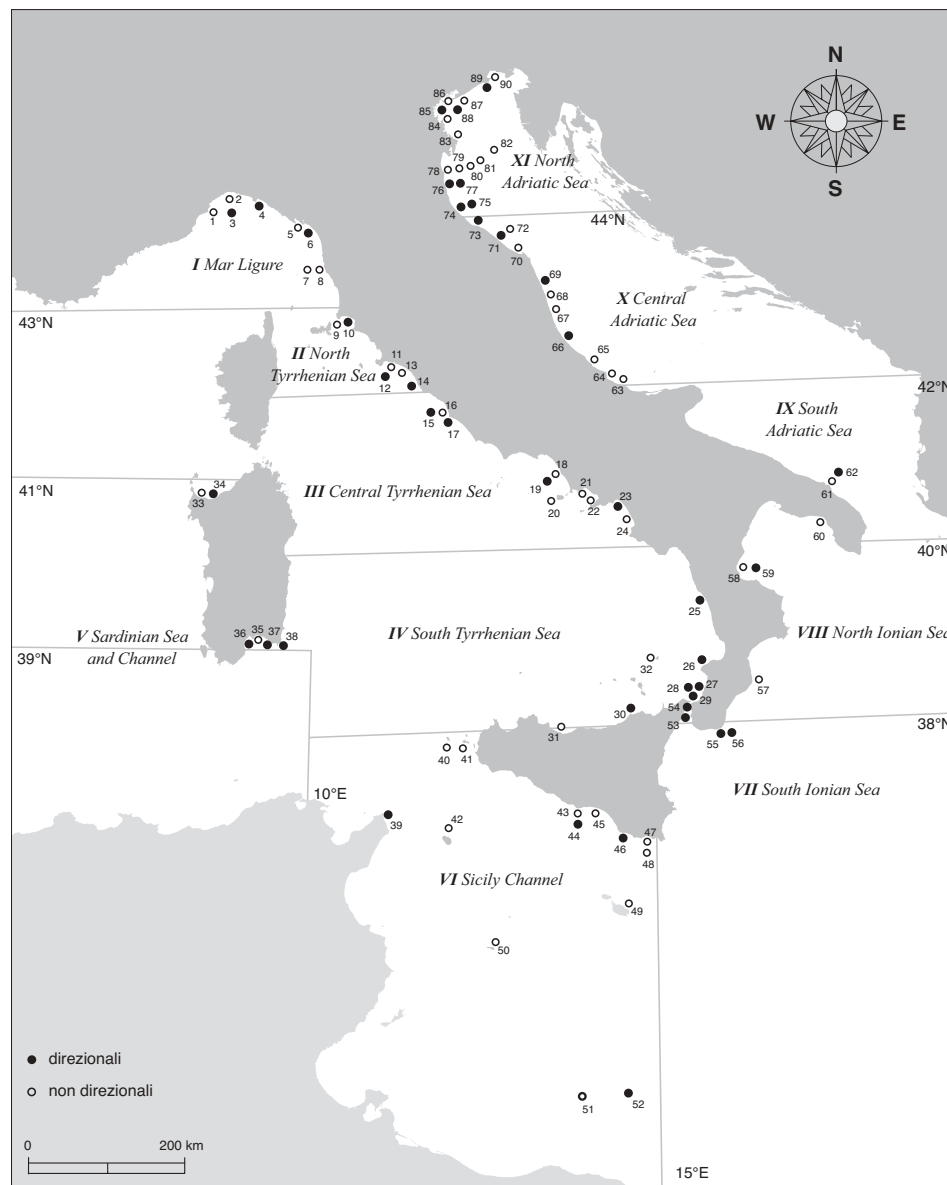 N
W
E
S
89
90
86
87
85
88
84
83
82
79
81
78
80
XI North
Adriatic Sea
76
77
75
74
44°N
73
72
71
70
2
4
1
3
5
6
I Mar Ligure
7
8
69
68
67
X Central
Adriatic Sea
43°N
9
10
66
II North
Tyrrhenian Sea
11
13
12
14
65
64
63
42°N
15
16
17
IX South
Adriatic Sea
18
62
61
19
41°N
34
33
III Central Tyrrhenian Sea
20
21
22
23
24
60
40°N
58
59
25
V Sardinian Sea
and Channel
36
35
37
38
IV South Tyrrhenian Sea
VIII North Ionian Sea
39°N
32
26
57
28
27
29
54
30
53
31
38°N
55
56
40
41
VII South Ionian Sea
10°E
39
42
43
45
44
46
47
48
VI Sicily Channel
49
50
direzionali
non direzionali
51
52
0
200 km
15°E